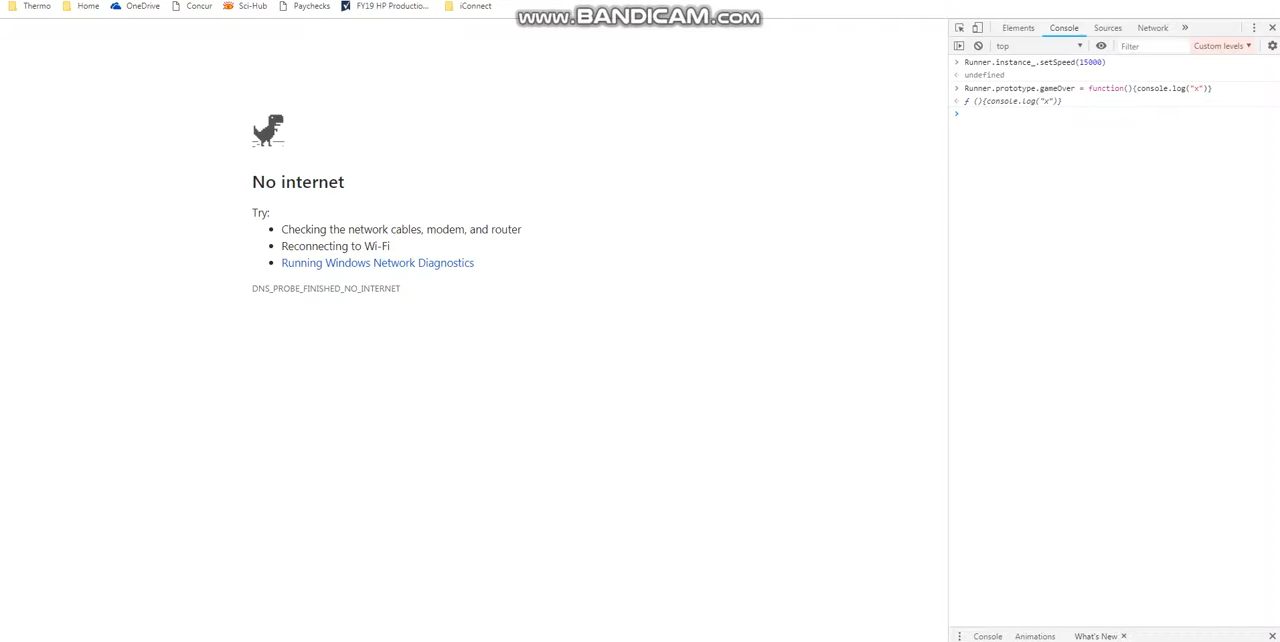 Thermo Home OneDrive Concur Sci-Hub Paychecks FY19 HP Productio... iConnect
www.BANDICAM.com
Elements Console Sources Network »
top Filter Custom levels
> Runner.instance_.setSpeed(15000)
< undefined
> Runner.prototype.gameOver = function(){console.log("x")}
< ƒ (){console.log("x")}
>
No internet
Try:
• Checking the network cables, modem, and router
• Reconnecting to Wi-Fi
• Running Windows Network Diagnostics
DNS_PROBE_FINISHED_NO_INTERNET
Console Animations What's New ×